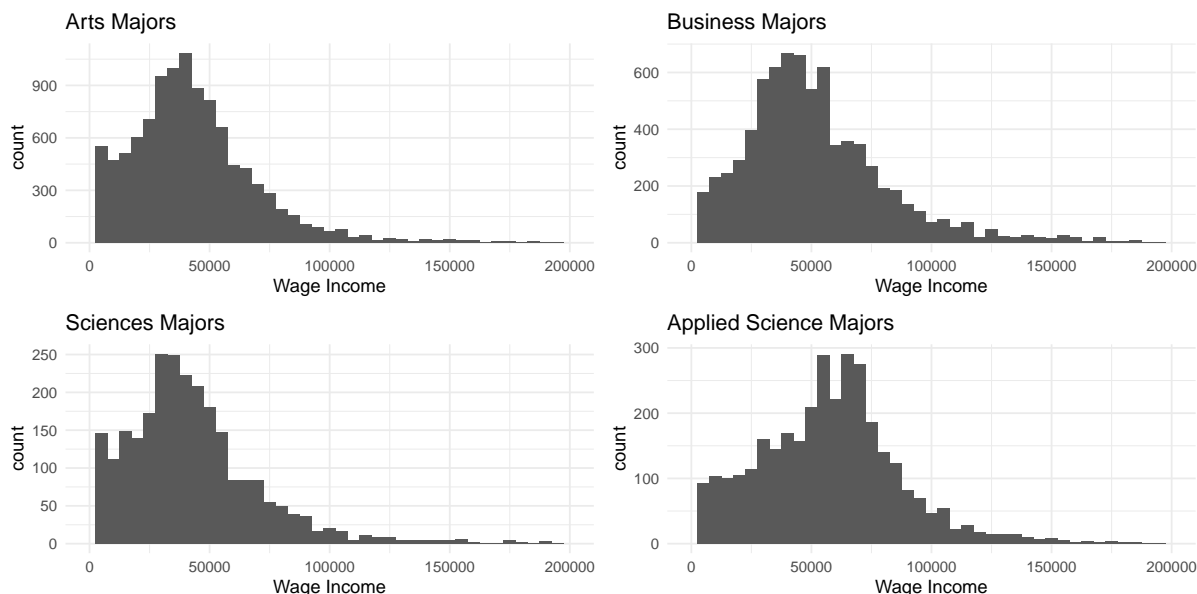 Arts Majors
900
600
300
0
count
0 50000 100000 150000 200000
Wage Income
Business Majors
600
400
200
0
count
0 50000 100000 150000 200000
Wage Income
Sciences Majors
250
200
150
100
50
0
count
0 50000 100000 150000 200000
Wage Income
Applied Science Majors
300
200
100
0
count
0 50000 100000 150000 200000
Wage Income